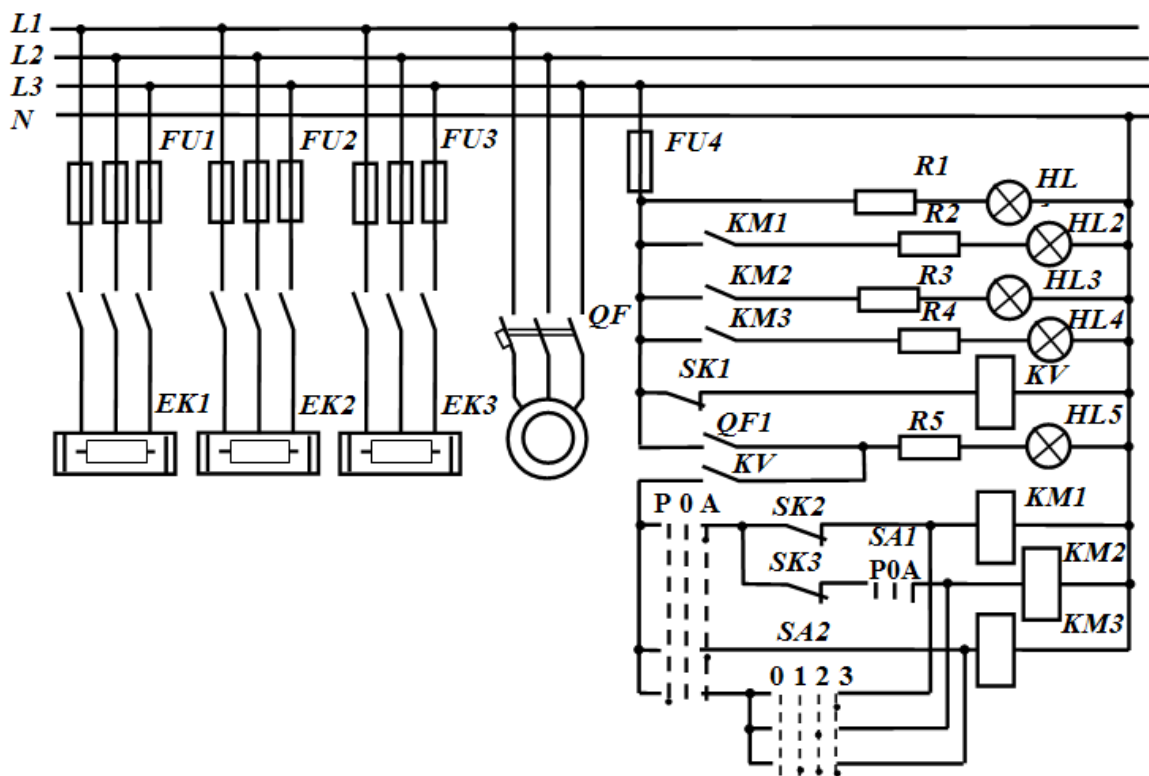 L1
L2
L3
N
FU1 FU2 FU3 FU4
R1 HL
KM1 R2 HL2
KM2 R3 HL3
QF KM3 R4 HL4
SK1 KV
EK1 EK2 EK3 QF1 R5 HL5
KV
P 0 A SK2 KM1
SA1
SK3 P0A KM2
SA2 KM3
0 1 2 3